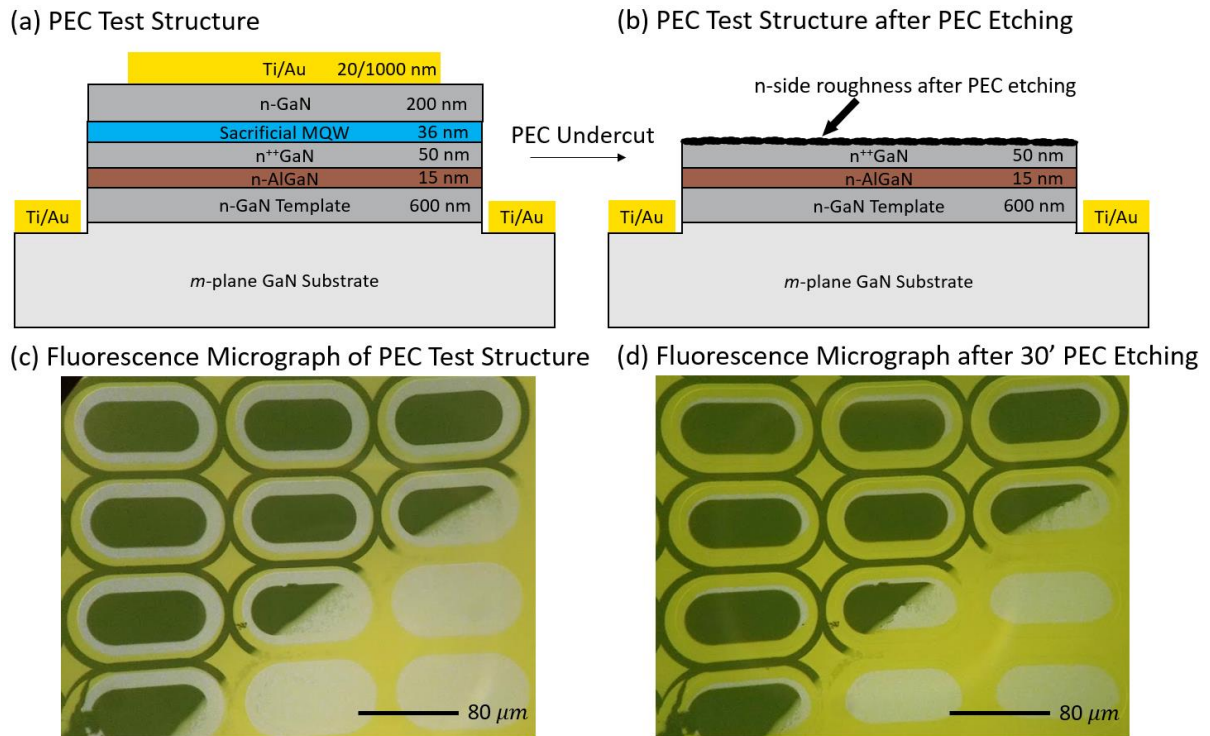 (a) PEC Test Structure
Ti/Au 20/1000 nm
n-GaN 200 nm
Sacrificial MQW 36 nm
n⁺⁺GaN 50 nm
n-AlGaN 15 nm
n-GaN Template 600 nm
Ti/Au
Ti/Au
m-plane GaN Substrate
PEC Undercut
(b) PEC Test Structure after PEC Etching
n-side roughness after PEC etching
n⁺⁺GaN 50 nm
n-AlGaN 15 nm
n-GaN Template 600 nm
Ti/Au
Ti/Au
m-plane GaN Substrate
(c) Fluorescence Micrograph of PEC Test Structure
80 μm
(d) Fluorescence Micrograph after 30’ PEC Etching
80 μm